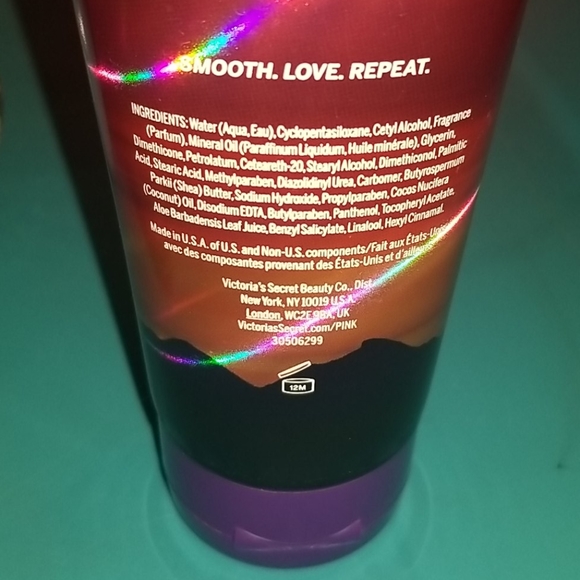 SMOOTH. LOVE. REPEAT.
INGREDIENTS: Water (Aqua, Eau), Cyclopentasiloxane, Cetyl Alcohol, Fragrance
(Parfum), Mineral Oil (Paraffinum Liquidum, Huile minérale), Glycerin,
Dimethicone, Petrolatum, Ceteareth-20, Stearyl Alcohol, Dimethiconol, Palmitic
Acid, Stearic Acid, Methylparaben, Diazolidinyl Urea, Carbomer, Butyrospermum
Parkii (Shea) Butter, Sodium Hydroxide, Propylparaben, Cocos Nucifera
(Coconut) Oil, Disodium EDTA, Butylparaben, Panthenol, Tocopheryl Acetate,
Aloe Barbadensis Leaf Juice, Benzyl Salicylate, Linalool, Hexyl Cinnamal.
Made in U.S.A. of U.S. and Non-U.S. components/Fait aux États-Unis
avec des composantes provenant des États-Unis et d'ailleurs
Victoria's Secret Beauty Co., Dist.
New York, NY 10019 U.S.A.
London, WC2E 9RA, UK
VictoriasSecret.com/PINK
30506299
12M